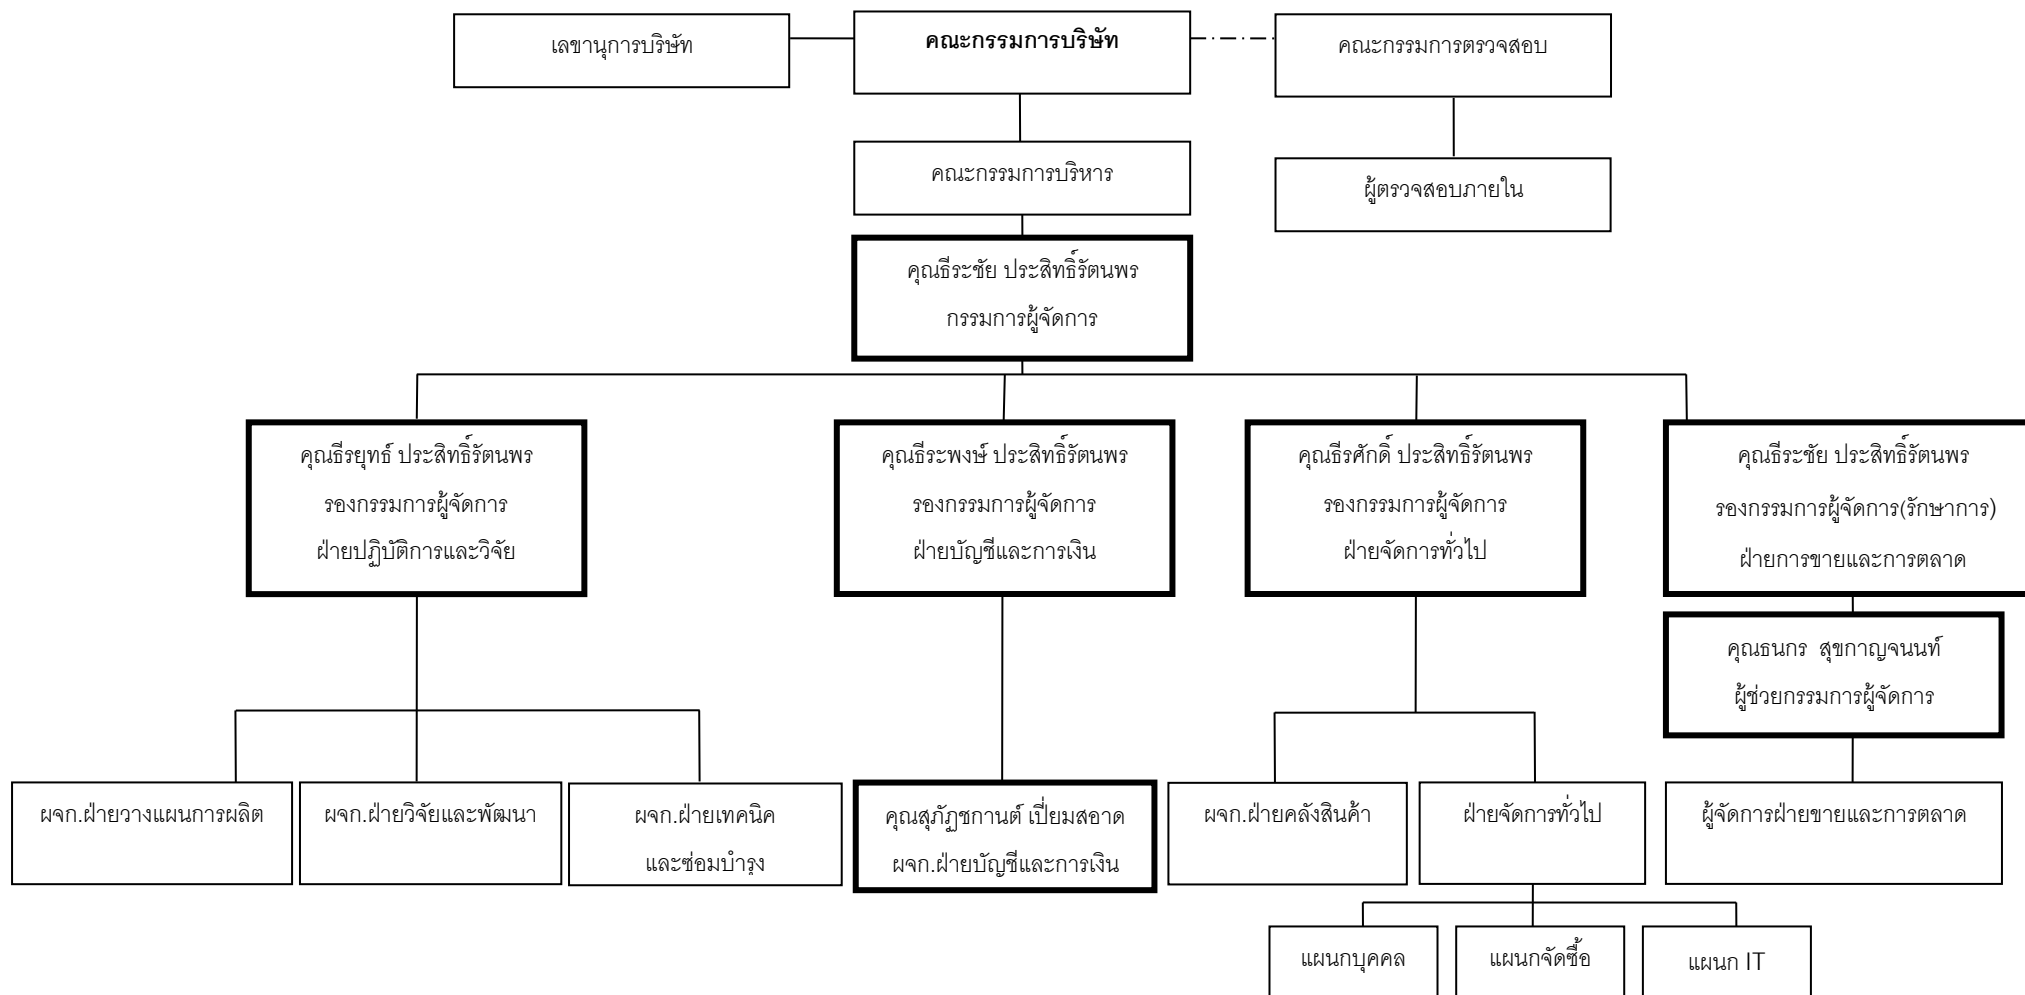 เลขานุการบริษัท
คณะกรรมการบริษัท
คณะกรรมการตรวจสอบ
คณะกรรมการบริหาร
ผู้ตรวจสอบภายใน
คุณธีระชัย ประสิทธิ์รัตนพร
กรรมการผู้จัดการ
คุณธีรยุทธ์ ประสิทธิ์รัตนพร
รองกรรมการผู้จัดการ
ฝ่ายปฏิบัติการและวิจัย
คุณธีระพงษ์ ประสิทธิ์รัตนพร
รองกรรมการผู้จัดการ
ฝ่ายบัญชีและการเงิน
คุณธีรศักดิ์ ประสิทธิ์รัตนพร
รองกรรมการผู้จัดการ
ฝ่ายจัดการทั่วไป
คุณธีระชัย ประสิทธิ์รัตนพร
รองกรรมการผู้จัดการ(รักษาการ)
ฝ่ายการขายและการตลาด
คุณธนกร สุขกาญจนนท์
ผู้ช่วยกรรมการผู้จัดการ
ผจก.ฝ่ายวางแผนการผลิต
ผจก.ฝ่ายวิจัยและพัฒนา
ผจก.ฝ่ายเทคนิค
และซ่อมบำรุง
คุณสุภัฏชกานต์ เปี่ยมสอาด
ผจก.ฝ่ายบัญชีและการเงิน
ผจก.ฝ่ายคลังสินค้า
ฝ่ายจัดการทั่วไป
ผู้จัดการฝ่ายขายและการตลาด
แผนกบุคคล
แผนกจัดซื้อ
แผนก IT